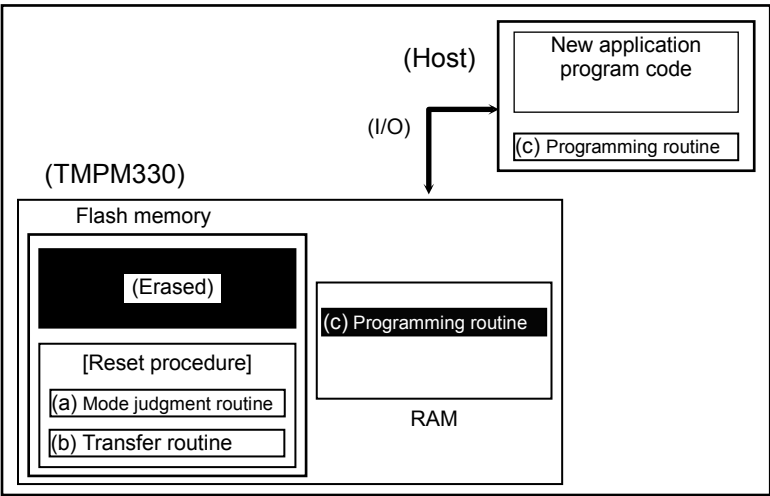 (Host)
New application
program code
(I/O)
(c) Programming routine
(TMPM330)
Flash memory
(Erased)
(c) Programming routine
[Reset procedure]
(a) Mode judgment routine
(b) Transfer routine
RAM